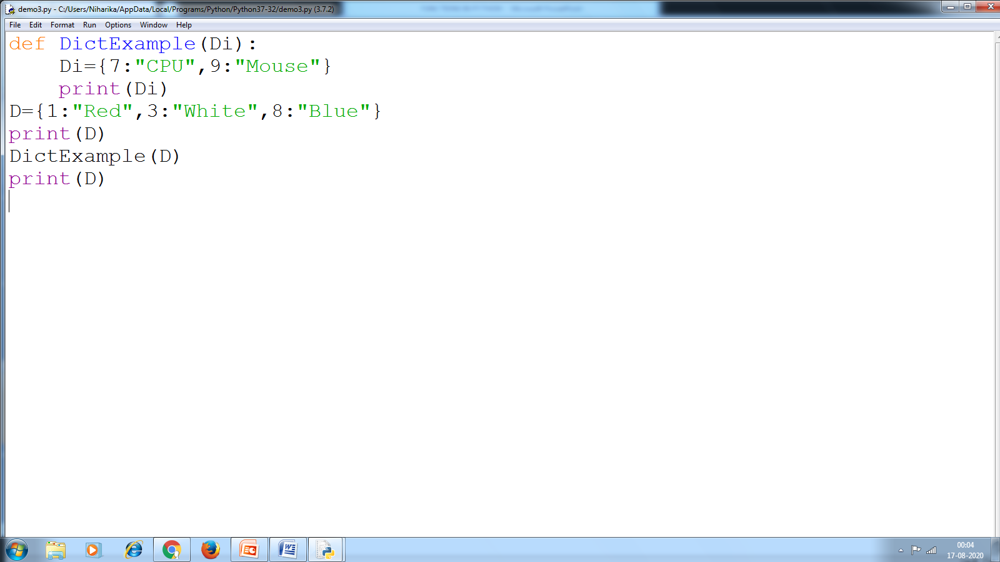 demo3.py - C:/Users/Niharika/AppData/Local/Programs/Python/Python37-32/demo3.py (3.7.2)
File Edit Format Run Options Window Help
def DictExample(Di):
    Di={7:"CPU",9:"Mouse"}
    print(Di)
D={1:"Red",3:"White",8:"Blue"}
print(D)
DictExample(D)
print(D)
00:04
17-08-2020